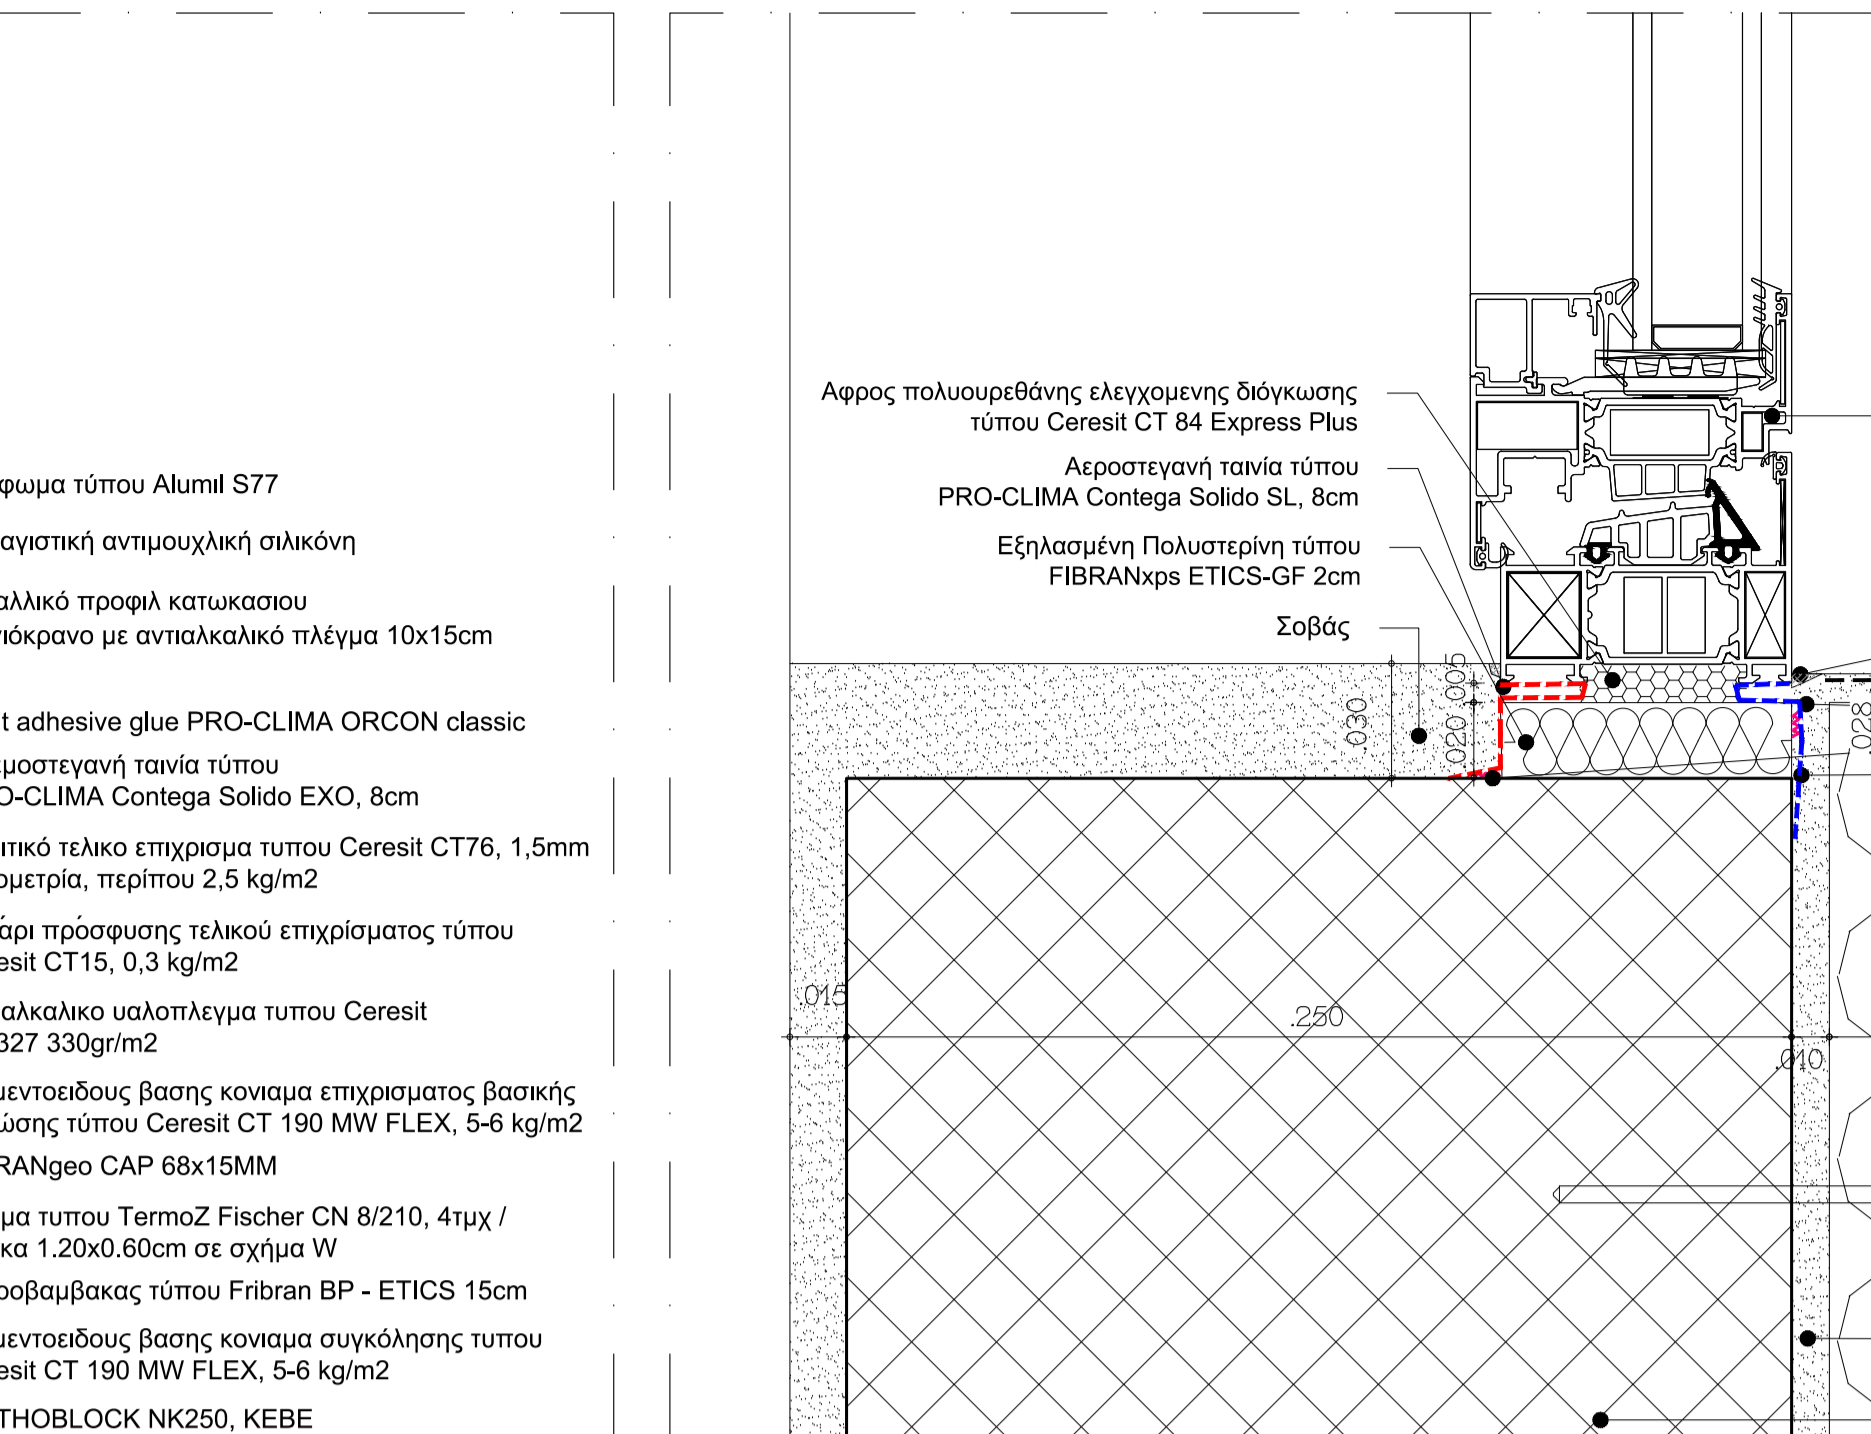 φωμα τύπου Alumil S77
αγιστική αντιμουχλική σιλικόνη
αλλικό προφιλ κατωκασιου
ιόκρανο με αντιαλκαλικό πλέγμα 10x15cm
t adhesive glue PRO-CLIMA ORCON classic
εμοστεγανή ταινία τύπου
O-CLIMA Contega Solido EXO, 8cm
ιτικό τελικο επιχρισμα τυπου Ceresit CT76, 1,5mm
ομετρία, περίπου 2,5 kg/m2
άρι πρόσφυσης τελικού επιχρίσματος τύπου
esit CT15, 0,3 kg/m2
αλκαλικο υαλοπλεγμα τυπου Ceresit
327 330gr/m2
μεντοειδους βασης κονιαμα επιχρισματος βασικής
ώσης τύπου Ceresit CT 190 MW FLEX, 5-6 kg/m2
RANgeo CAP 68x15MM
μα τυπου TermoZ Fischer CN 8/210, 4τμχ /
κα 1.20x0.60cm σε σχήμα W
ροβαμβακας τύπου Fribran BP - ETICS 15cm
μεντοειδους βασης κονιαμα συγκόλησης τυπου
esit CT 190 MW FLEX, 5-6 kg/m2
THOBLOCK NK250, KEBE
Αφρος πολυουρεθάνης ελεγχομενης διόγκωσης
τύπου Ceresit CT 84 Express Plus
Αεροστεγανή ταινία τύπου
PRO-CLIMA Contega Solido SL, 8cm
Εξηλασμένη Πολυστερίνη τύπου
FIBRANxps ETICS-GF 2cm
Σοβάς
.030
.020
.005
.028
.015
.250
.010